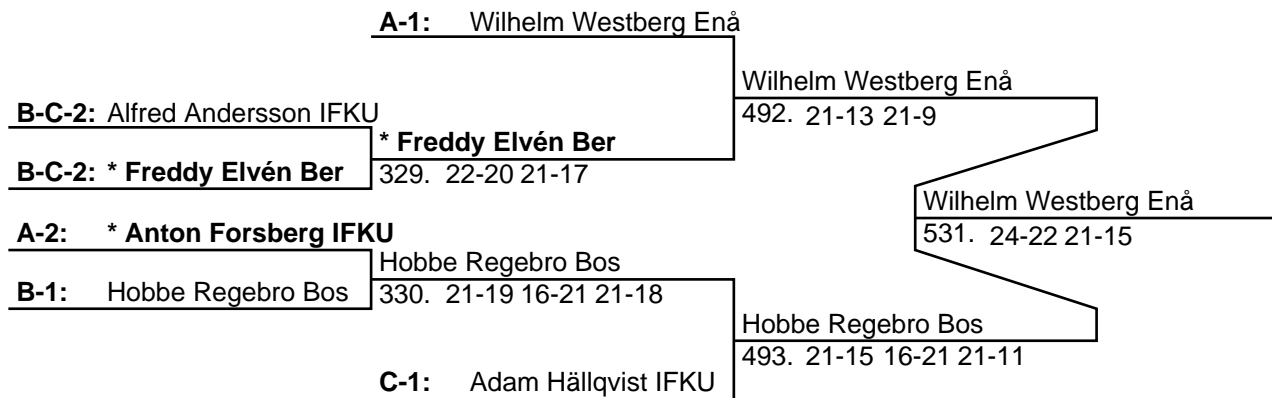 A-1: Wilhelm Westberg Enå
Wilhelm Westberg Enå
492. 21-13 21-9
B-C-2: Alfred Andersson IFKU
* Freddy Elvén Ber
B-C-2: * Freddy Elvén Ber
329. 22-20 21-17
Wilhelm Westberg Enå
531. 24-22 21-15
A-2: * Anton Forsberg IFKU
Hobbe Regebro Bos
B-1: Hobbe Regebro Bos
330. 21-19 16-21 21-18
Hobbe Regebro Bos
493. 21-15 16-21 21-11
C-1: Adam Hällqvist IFKU